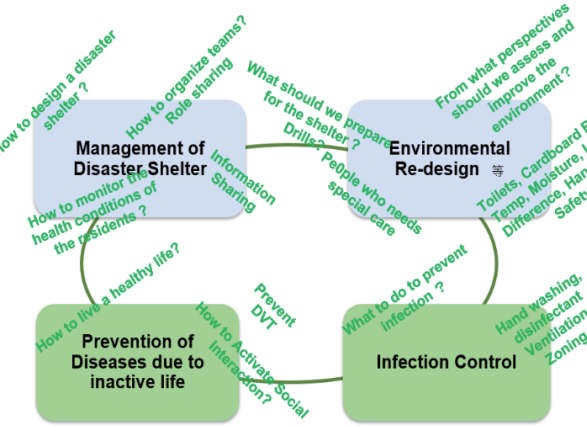 How to design a disaster
shelter ?
How to organize teams?
Role sharing
What should we prepare
for the shelter ?
Drills?
From what perspectives
should we assess and
improve the
environment ?
Management of
Disaster Shelter
Environmental
Re-design 等
Information
Sharing
People who needs
special care
Toilets, Cardboard
Temp, Moisture,
Difference,
Safe
How to monitor the
health conditions of
the residents ?
How to live a healthy life?
Prevent
DVT
How to Activate Social
Interaction?
What to do to prevent
infection ?
Hand washing,
disinfectant
Ventilation
Zoning
Prevention of
Diseases due to
inactive life
Infection Control